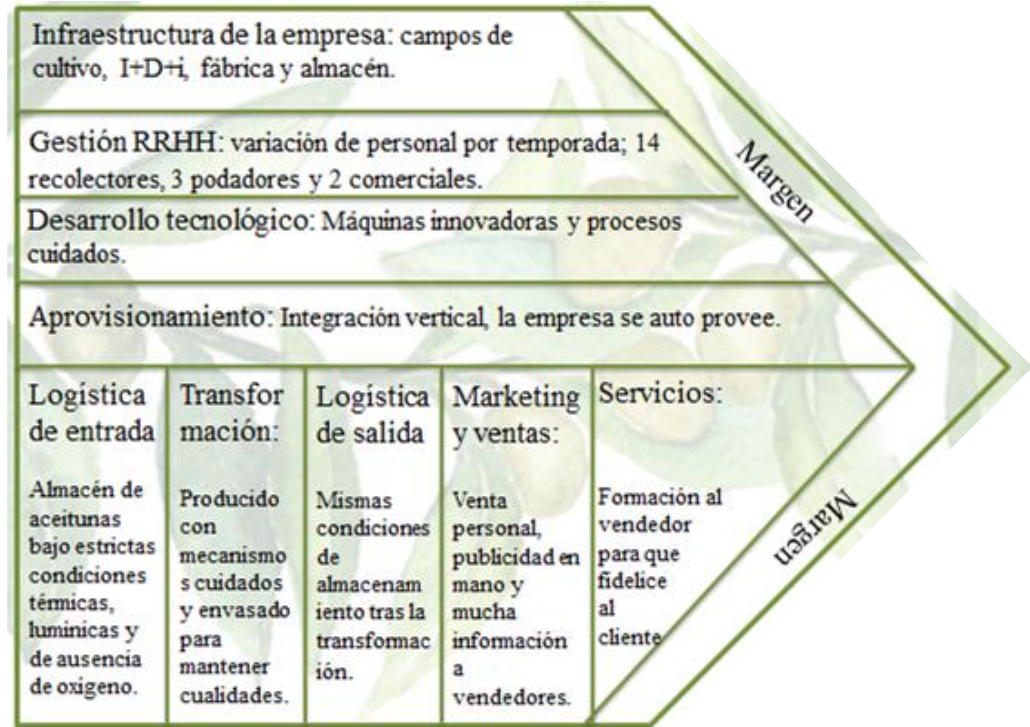 Infraestructura de la empresa: campos de
cultivo, I+D+i, fábrica y almacén.
Gestión RRHH: variación de personal por temporada; 14
recolectores, 3 podadores y 2 comerciales.
Desarrollo tecnológico: Máquinas innovadoras y procesos
cuidados.
Aprovisionamiento: Integración vertical, la empresa se auto provee.
Margen
Logística
de entrada
Almacén de
aceitunas
bajo estrictas
condiciones
térmicas,
lumínicas y
de ausencia
de oxigeno.
Transfor
mación:
Producido
con
mecanismo
s cuidados
y envasado
para
mantener
cualidades.
Logística
de salida
Mismas
condiciones
de
almacenam
iento tras la
transformac
ión.
Marketing
y ventas:
Venta
personal,
publicidad en
mano y
mucha
información
a
vendedores.
Servicios:
Formación al
vendedor
para que
fidelice
al
cliente
Margen